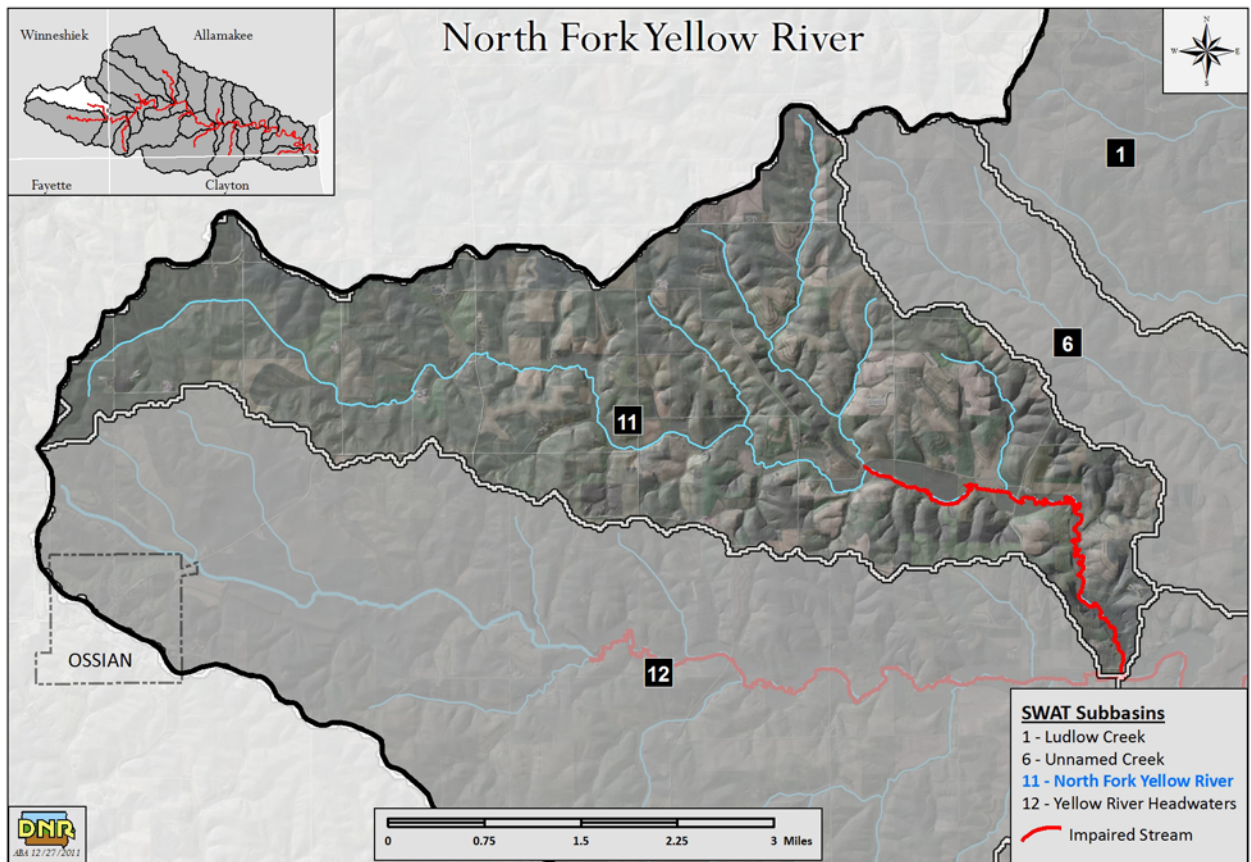 North Fork Yellow River
Winneshiek
Allamakee
Fayette
Clayton
N
W
E
S
1
6
11
12
OSSIAN
SWAT Subbasins
1 - Ludlow Creek
6 - Unnamed Creek
11 - North Fork Yellow River
12 - Yellow River Headwaters
Impaired Stream
DNR
ABA 12/27/2011
0
0.75
1.5
2.25
3 Miles